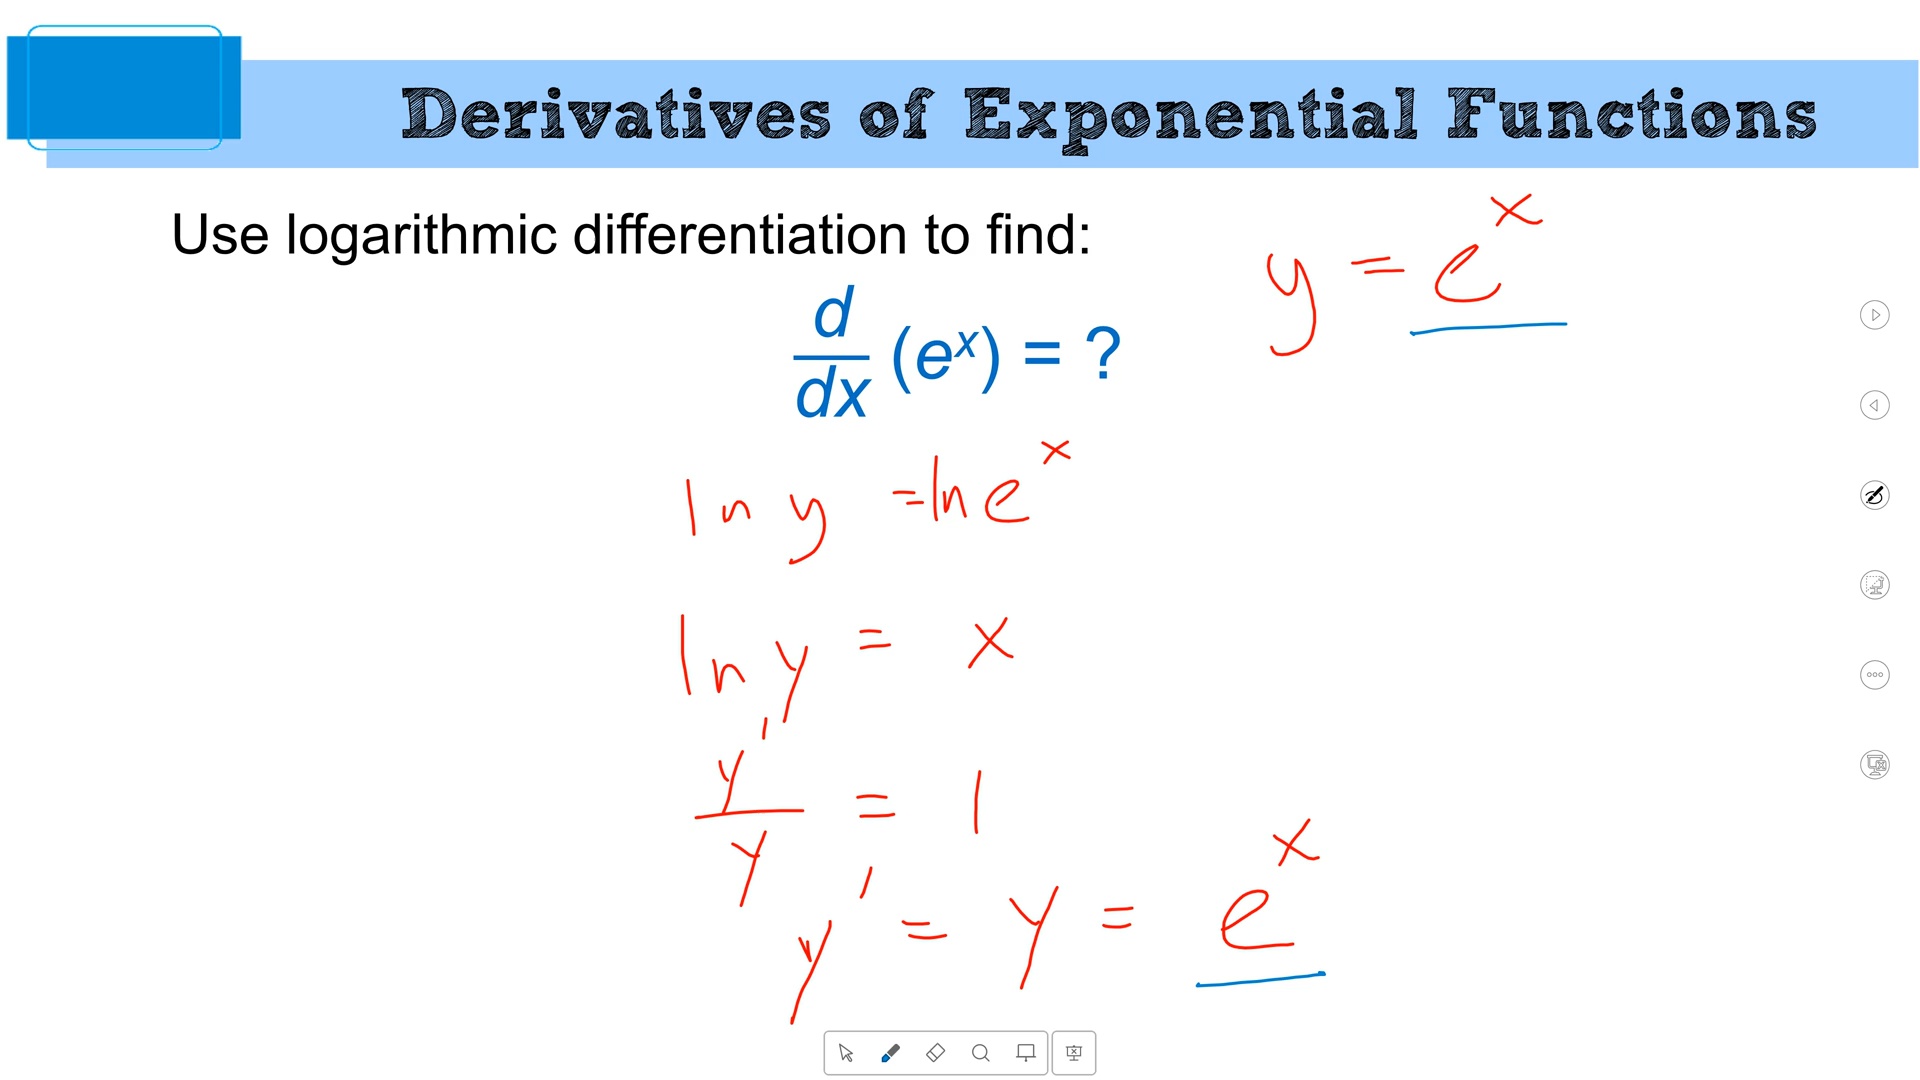 Derivatives of Exponential Functions
Use logarithmic differentiation to find:
y = e^x
d/dx (e^x) = ?
ln y = ln e^x
ln y = x
y'/y = 1
y' = y = e^x